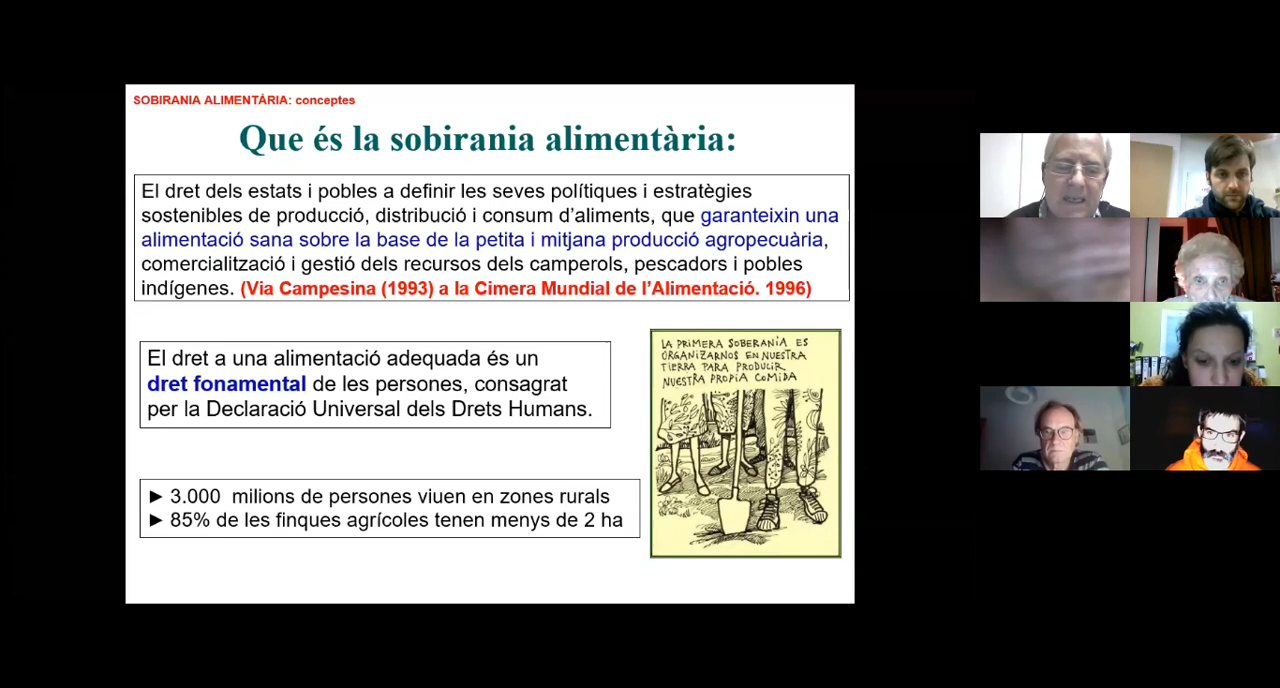 SOBIRANIA ALIMENTÀRIA: conceptes
Que és la sobirania alimentària:
El dret dels estats i pobles a definir les seves polítiques i estratègies
sostenibles de producció, distribució i consum d’aliments, que garanteixin una
alimentació sana sobre la base de la petita i mitjana producció agropecuària,
comercialització i gestió dels recursos dels camperols, pescadors i pobles
indígenes. (Via Campesina (1993) a la Cimera Mundial de l’Alimentació. 1996)
El dret a una alimentació adequada és un
dret fonamental de les persones, consagrat
per la Declaració Universal dels Drets Humans.
LA PRIMERA SOBERANÍA ES
ORGANIZARNOS EN NUESTRA
TIERRA PARA PRODUCIR
NUESTRA PROPIA COMIDA
► 3.000 milions de persones viuen en zones rurals
► 85% de les finques agrícoles tenen menys de 2 ha